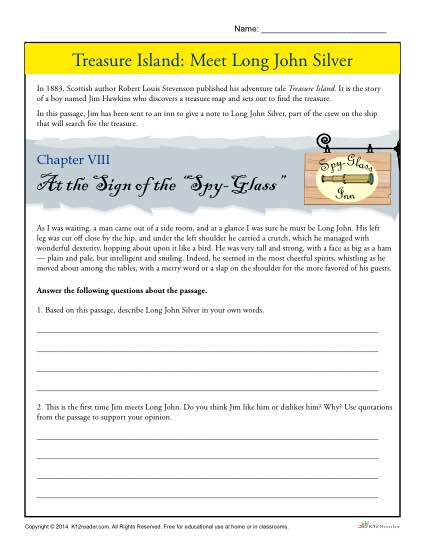 Name: ______________________________
Treasure Island: Meet Long John Silver
In 1883, Scottish author Robert Louis Stevenson published his adventure tale Treasure Island. It is the story
of a boy named Jim Hawkins who discovers a treasure map and sets out to find the treasure.
In this passage, Jim has been sent to an inn to give a note to Long John Silver, part of the crew on the ship
that will search for the treasure.
Chapter VIII
At the Sign of the “Spy-Glass”
Spy-Glass
Inn
As I was waiting, a man came out of a side room, and at a glance I was sure he must be Long John. His left
leg was cut off close by the hip, and under the left shoulder he carried a crutch, which he managed with
wonderful dexterity, hopping about upon it like a bird. He was very tall and strong, with a face as big as a ham
— plain and pale, but intelligent and smiling. Indeed, he seemed in the most cheerful spirits, whistling as he
moved about among the tables, with a merry word or a slap on the shoulder for the more favored of his guests.
Answer the following questions about the passage.
1. Based on this passage, describe Long John Silver in your own words.
2. This is the first time Jim meets Long John. Do you think Jim like him or dislikes him? Why? Use quotations
from the passage to support your opinion.
Copyright © 2014 K12reader.com. All Rights Reserved. Free for educational use at home or in classrooms.
K12Reader